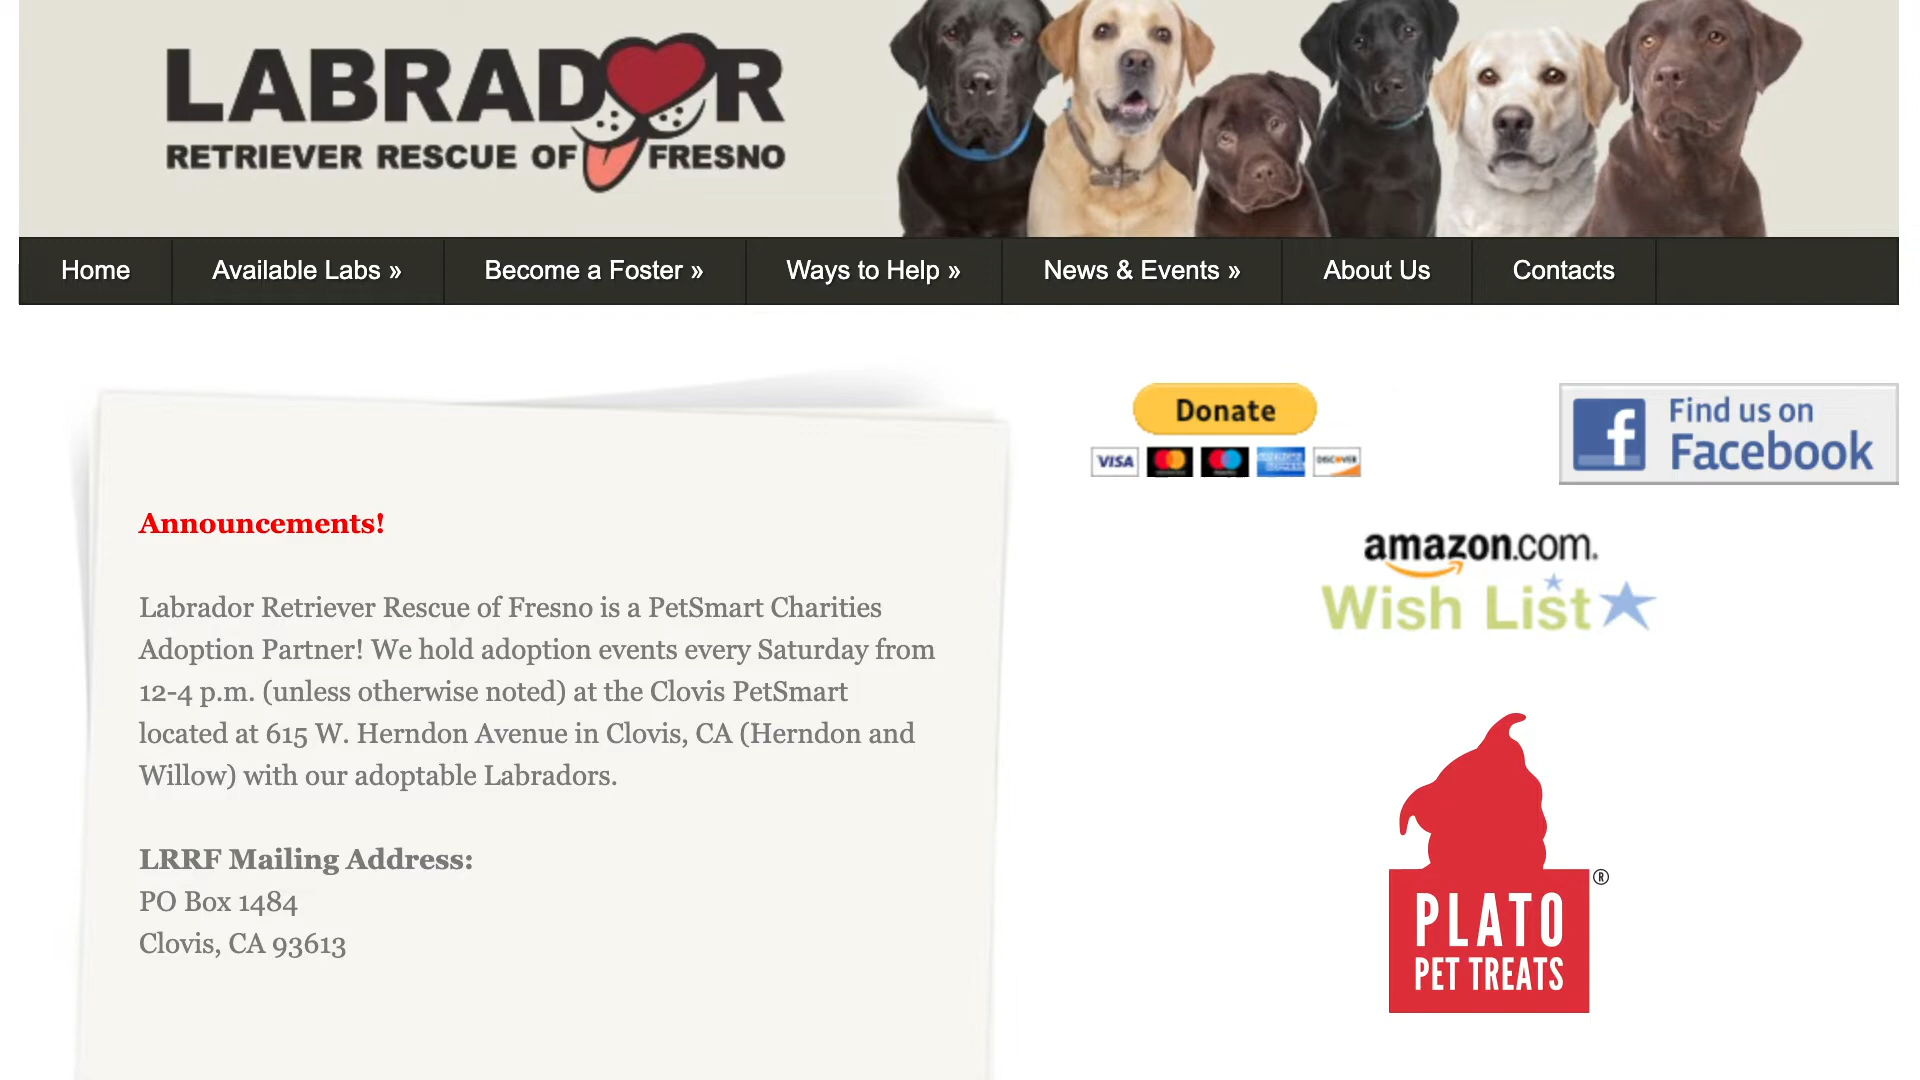 LABRADOR
RETRIEVER RESCUE OF FRESNO
Home
Available Labs »
Become a Foster »
Ways to Help »
News & Events »
About Us
Contacts
Donate
VISA
DISCOVER
Find us on
Facebook
amazon.com.
Wish List
Announcements!
Labrador Retriever Rescue of Fresno is a PetSmart Charities
Adoption Partner! We hold adoption events every Saturday from
12-4 p.m. (unless otherwise noted) at the Clovis PetSmart
located at 615 W. Herndon Avenue in Clovis, CA (Herndon and
Willow) with our adoptable Labradors.
LRRF Mailing Address:
PO Box 1484
Clovis, CA 93613
PLATO
PET TREATS
®